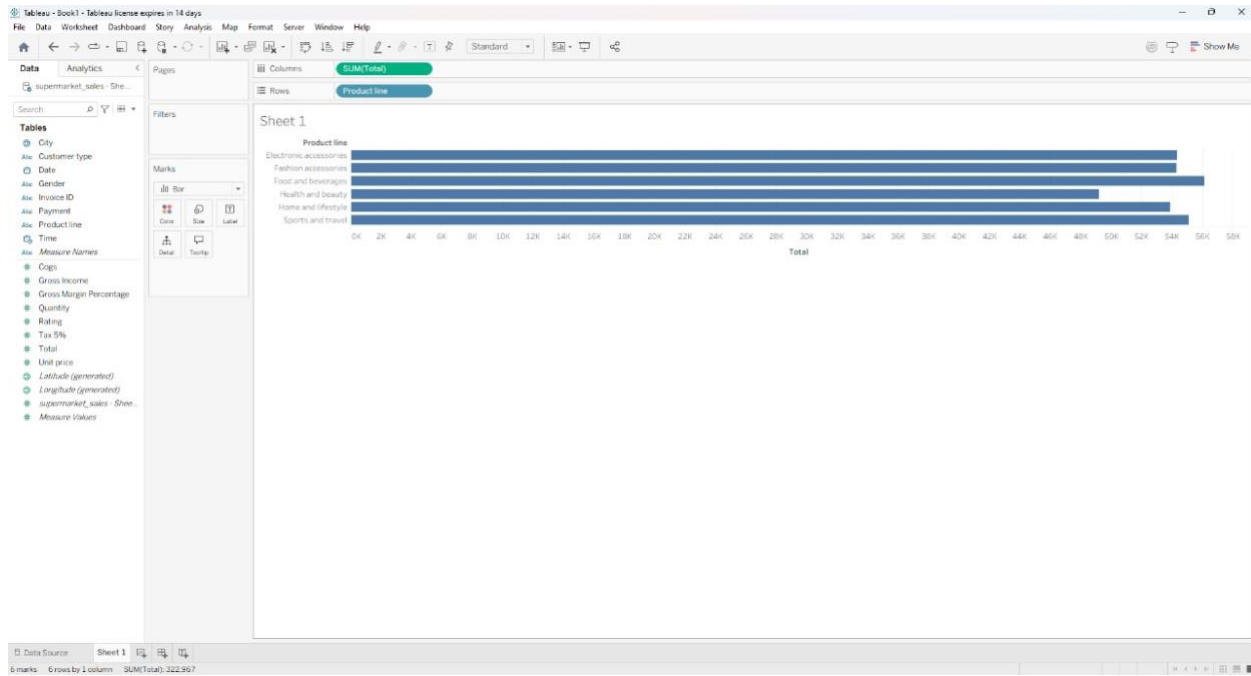 Tableau - Book1 - Tableau license expires in 14 days
File Data Worksheet Dashboard Story Analysis Map Format Server Window Help
Standard
Show Me
Data Analytics
supermarket_sales - She...
Search
Tables
City
Abc Customer type
Date
Abc Gender
Abc Invoice ID
Abc Payment
Abc Product line
Time
Abc Measure Names
Cogs
Gross Income
Gross Margin Percentage
Quantity
Rating
Tax 5%
Total
Unit price
Latitude (generated)
Longitude (generated)
supermarket_sales - Shee...
Measure Values
Pages
Filters
Marks
Bar
Color Size Label
Detail Tooltip
Columns SUM(Total)
Rows Product line
Sheet 1
Product line
Electronic accessories
Fashion accessories
Food and beverages
Health and beauty
Home and lifestyle
Sports and travel
0K 2K 4K 6K 8K 10K 12K 14K 16K 18K 20K 22K 24K 26K 28K 30K 32K 34K 36K 38K 40K 42K 44K 46K 48K 50K 52K 54K 56K 58K
Total
Data Source Sheet 1
6 marks 6 rows by 1 column SUM(Total): 322,967